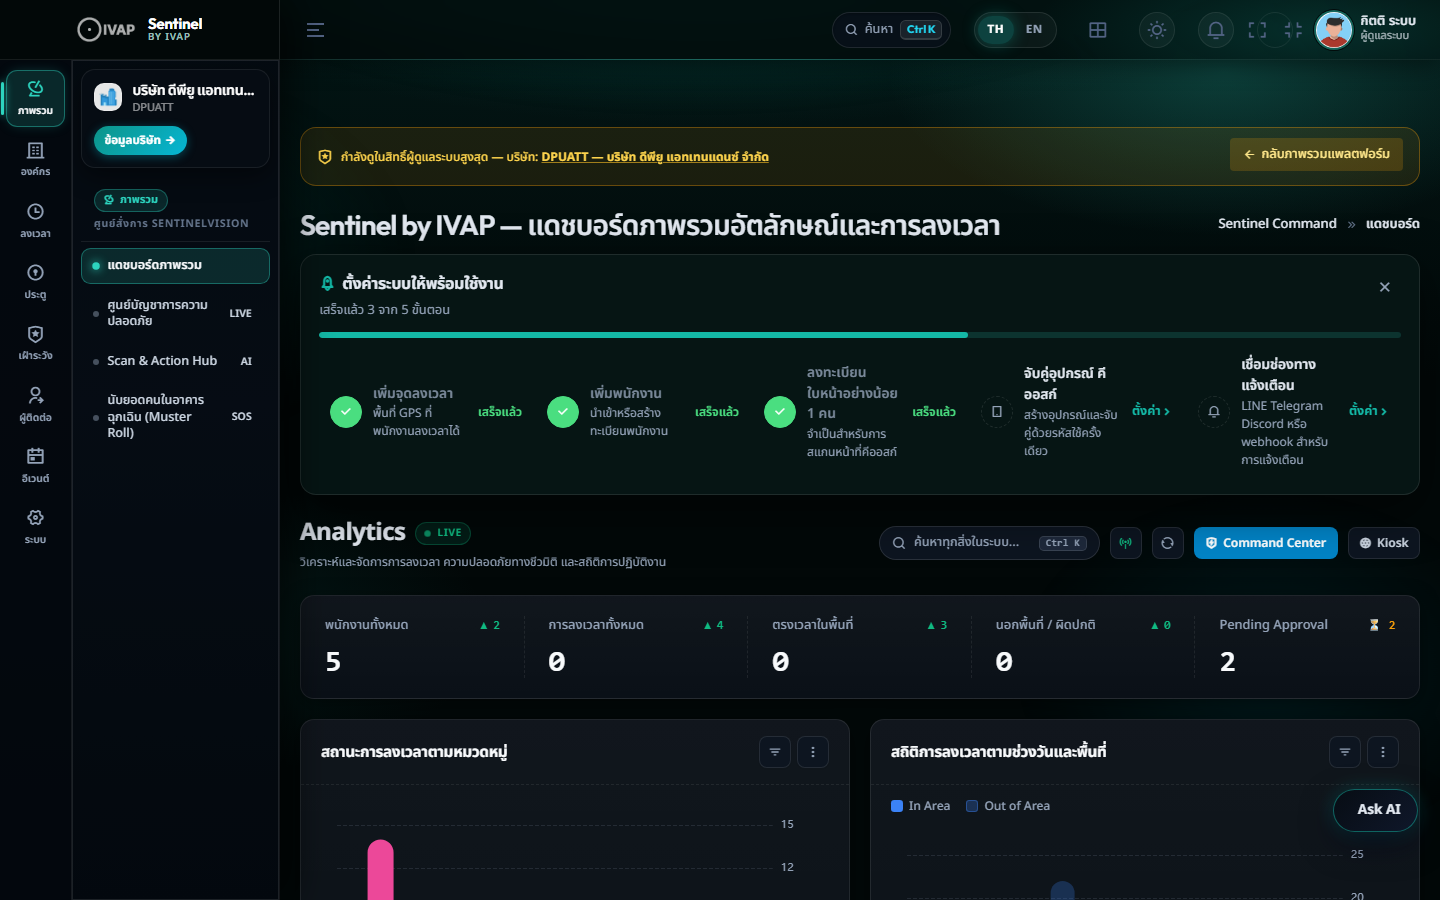 IVAP
Sentinel
BY IVAP
ค้นหา
Ctrl K
TH
EN
กิตติ ระบบ
ผู้ดูแลระบบ
ภาพรวม
องค์กร
ลงเวลา
ประตู
เฝ้าระวัง
ผู้ติดต่อ
อีเวนต์
ระบบ
บริษัท ดีพียู แอทเทน...
DPUATT
ข้อมูลบริษัท →
ภาพรวม
ศูนย์สั่งการ SENTINELVISION
แดชบอร์ดภาพรวม
ศูนย์บัญชาการความ
ปลอดภัย
LIVE
Scan & Action Hub
AI
นับยอดคนในอาคาร
ฉุกเฉิน (Muster
Roll)
SOS
กำลังดูในสิทธิ์ผู้ดูแลระบบสูงสุด — บริษัท: DPUATT — บริษัท ดีพียู แอทเทนแดนซ์ จำกัด
← กลับภาพรวมแพลตฟอร์ม
Sentinel by IVAP — แดชบอร์ดภาพรวมอัตลักษณ์และการลงเวลา
Sentinel Command » แดชบอร์ด
ตั้งค่าระบบให้พร้อมใช้งาน
เสร็จแล้ว 3 จาก 5 ขั้นตอน
เพิ่มจุดลงเวลา
พื้นที่ GPS ที่
พนักงานลงเวลาได้
เสร็จแล้ว
เพิ่มพนักงาน
นำเข้าหรือสร้าง
ทะเบียนพนักงาน
เสร็จแล้ว
ลงทะเบียน
ใบหน้าอย่างน้อย
1 คน
จำเป็นสำหรับการ
สแกนหน้าที่คีออสก์
เสร็จแล้ว
จับคู่อุปกรณ์ คี
ออสก์
สร้างอุปกรณ์และจับ
คู่ด้วยรหัสใช้ครั้ง
เดียว
ตั้งค่า ›
เชื่อมช่องทาง
แจ้งเตือน
LINE Telegram
Discord หรือ
webhook สำหรับ
การแจ้งเตือน
ตั้งค่า ›
Analytics
LIVE
วิเคราะห์และจัดการการลงเวลา ความปลอดภัยทางชีวมิติ และสถิติการปฏิบัติงาน
ค้นหาทุกสิ่งในระบบ...
Ctrl K
Command Center
Kiosk
พนักงานทั้งหมด
▲ 2
5
การลงเวลาทั้งหมด
▲ 4
0
ตรงเวลาในพื้นที่
▲ 3
0
นอกพื้นที่ / ผิดปกติ
▲ 0
0
Pending Approval
⏳ 2
2
สถานะการลงเวลาตามหมวดหมู่
15
12
สถิติการลงเวลาตามช่วงวันและพื้นที่
In Area
Out of Area
Ask AI
25
20